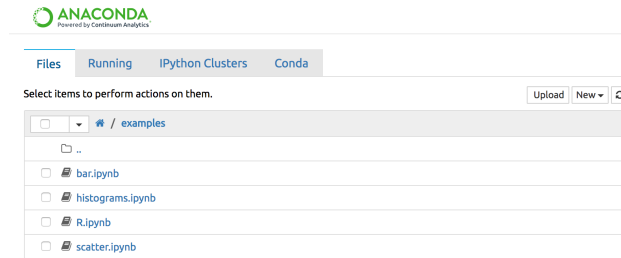 ANACONDA
Powered by Continuum Analytics
Files Running IPython Clusters Conda
Select items to perform actions on them.
Upload New
/ examples
..
bar.ipynb
histograms.ipynb
R.ipynb
scatter.ipynb